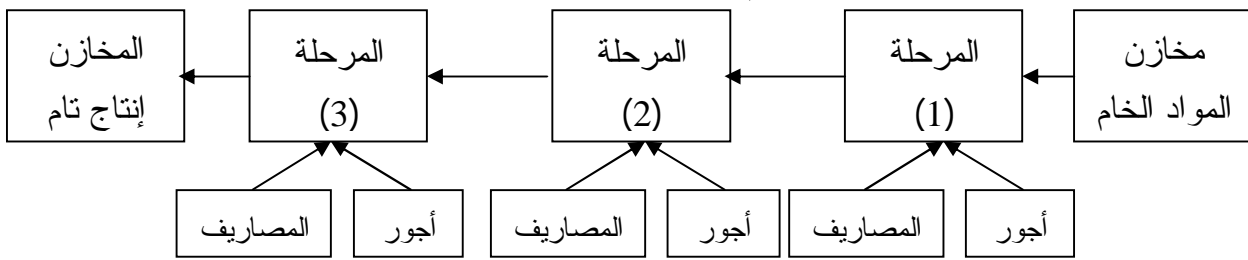 مخازن
المواد الخام
المرحلة
(1)
المرحلة
(2)
المرحلة
(3)
المخازن
إنتاج تام
أجور
المصاريف
أجور
المصاريف
أجور
المصاريف